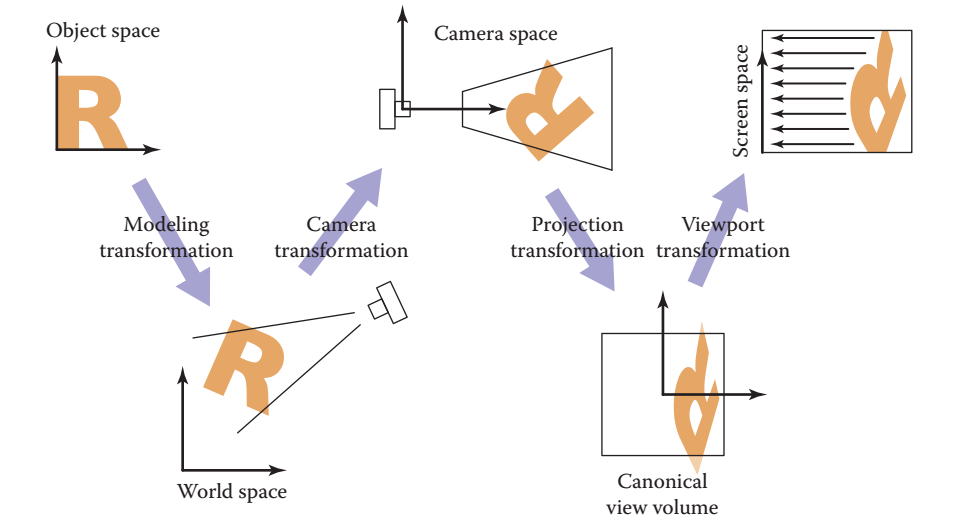 Object space
Camera space
Screen space
Modeling
transformation
Camera
transformation
Projection
transformation
Viewport
transformation
World space
Canonical
view volume